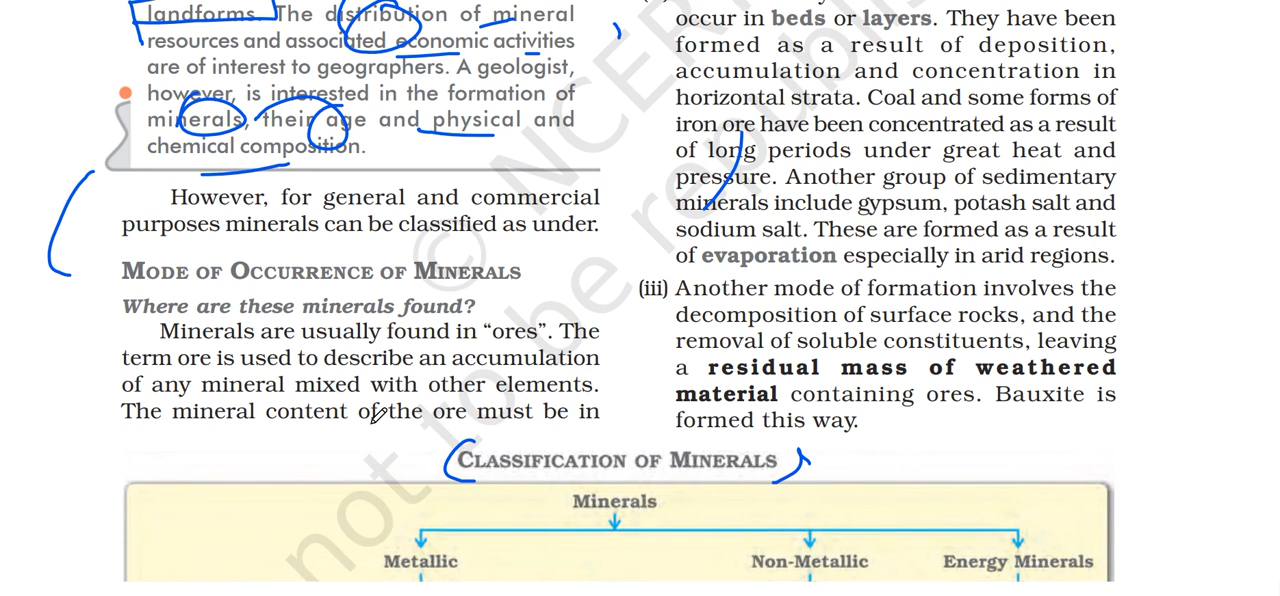 landforms. The distribution of mineral
resources and associated economic activities
are of interest to geographers. A geologist,
however, is interested in the formation of
minerals, their age and physical and
chemical composition.
However, for general and commercial
purposes minerals can be classified as under.
MODE OF OCCURRENCE OF MINERALS
Where are these minerals found?
Minerals are usually found in “ores”. The
term ore is used to describe an accumulation
of any mineral mixed with other elements.
The mineral content of the ore must be in
occur in beds or layers. They have been
formed as a result of deposition,
accumulation and concentration in
horizontal strata. Coal and some forms of
iron ore have been concentrated as a result
of long periods under great heat and
pressure. Another group of sedimentary
minerals include gypsum, potash salt and
sodium salt. These are formed as a result
of evaporation especially in arid regions.
(iii) Another mode of formation involves the
decomposition of surface rocks, and the
removal of soluble constituents, leaving
a residual mass of weathered
material containing ores. Bauxite is
formed this way.
CLASSIFICATION OF MINERALS
Minerals
Metallic
Non-Metallic
Energy Minerals
© NCER
not to be republi